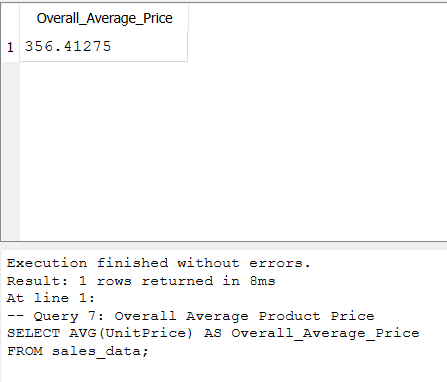 Overall_Average_Price
1 356.41275
Execution finished without errors.
Result: 1 rows returned in 8ms
At line 1:
-- Query 7: Overall Average Product Price
SELECT AVG(UnitPrice) AS Overall_Average_Price
FROM sales_data;